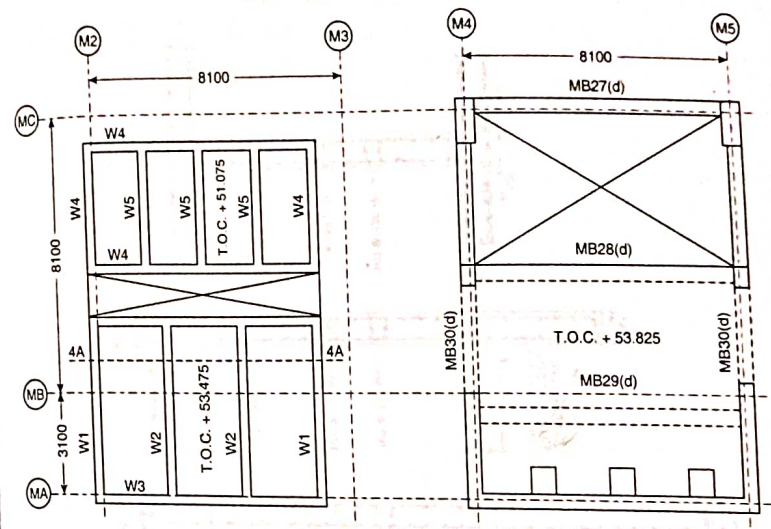 M2
M3
M4
M5
8100
8100
MB27(d)
MC
W4
W4
W5
W5
T.O.C. + 51.075
W5
W4
W4
8100
MB28(d)
4A
4A
MB30(d)
T.O.C. + 53.825
MB30(d)
MB
MB29(d)
3100
W1
W2
T.O.C. + 53.475
W2
W1
W3
MA